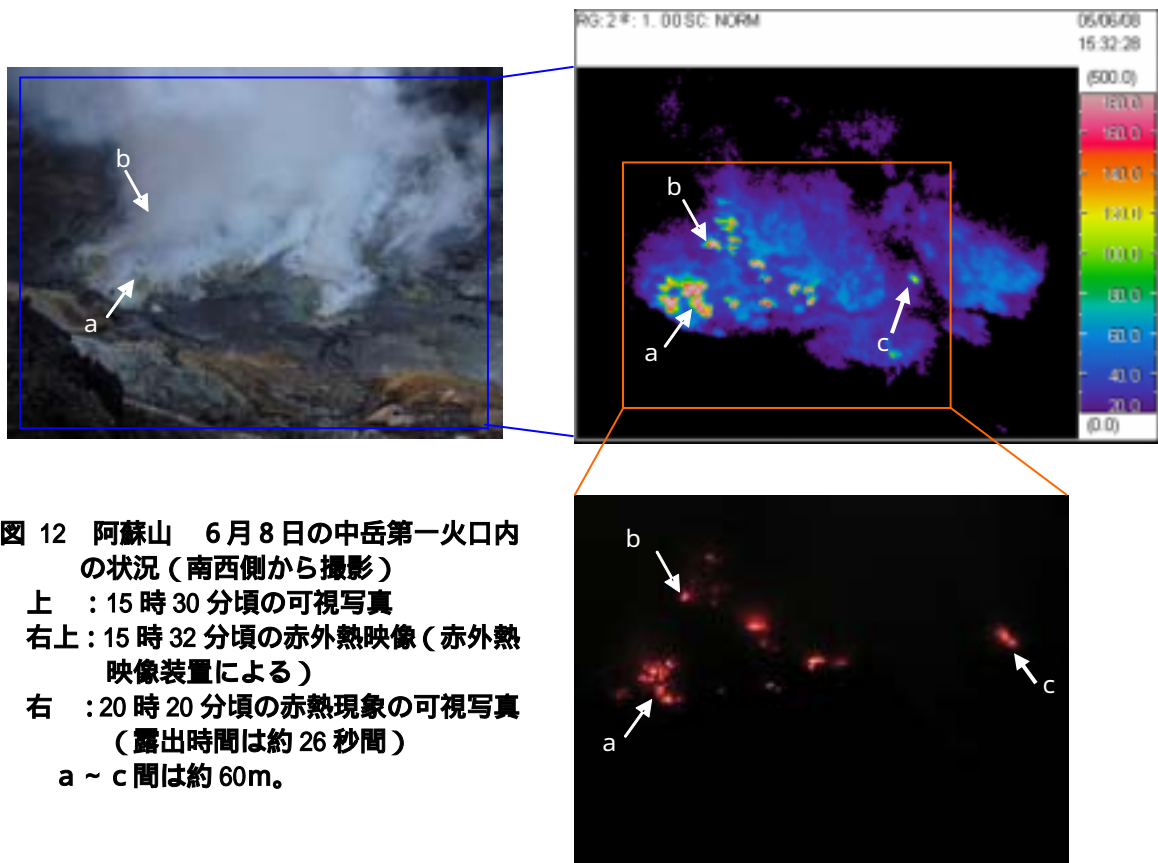 RG: 2 *: 1.00 SC: NORM
05/06/08
15:32:28
(500.0)
180.0
160.0
140.0
120.0
100.0
80.0
60.0
40.0
20.0
(0.0)
b
a
b
a
c
図 12 阿蘇山 6月8日の中岳第一火口内
の状況(南西側から撮影)
上 :15 時 30 分頃の可視写真
右上:15 時 32 分頃の赤外熱映像(赤外熱
映像装置による)
右 :20 時 20 分頃の赤熱現象の可視写真
(露出時間は約 26 秒間)
a ~ c間は約 60m。
b
a
c